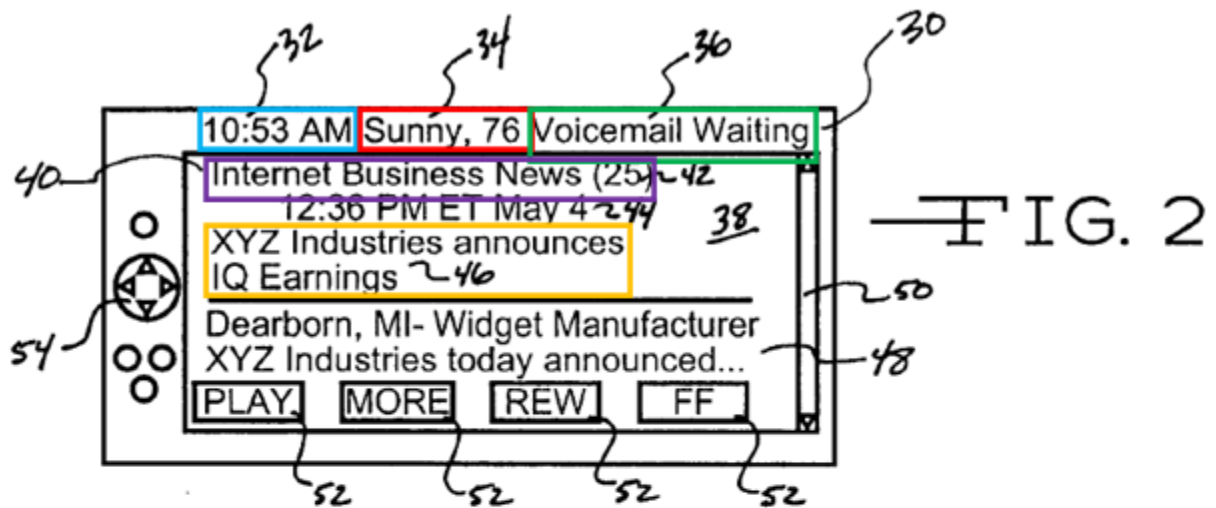 32 34 36 30
10:53 AM Sunny, 76 Voicemail Waiting
40 Internet Business News (25) 42
12:36 PM ET May 4 44 38
FIG. 2
XYZ Industries announces
IQ Earnings 46
50
54
Dearborn, MI- Widget Manufacturer
XYZ Industries today announced... 48
PLAY MORE REW FF
52 52 52 52